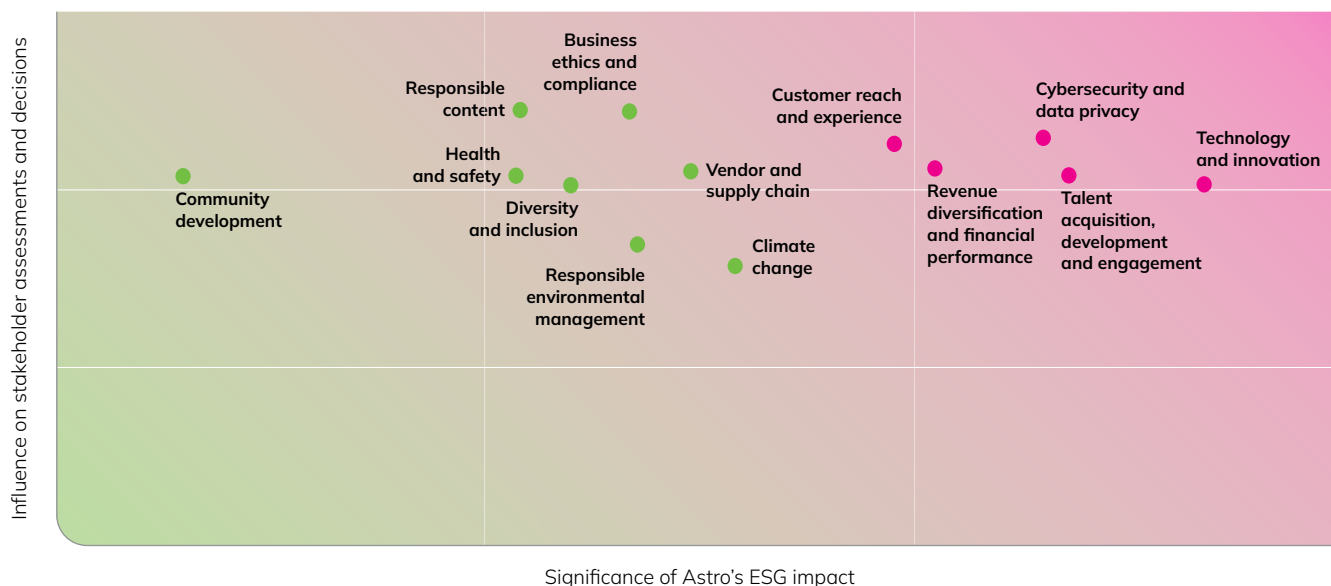 Influence on stakeholder assessments and decisions
Business
ethics and
compliance
Responsible
content
Customer reach
and experience
Cybersecurity and
data privacy
Technology
and innovation
Health
and safety
Vendor and
supply chain
Community
development
Diversity
and inclusion
Revenue
diversification
and financial
performance
Talent
acquisition,
development
and engagement
Climate
change
Responsible
environmental
management
Significance of Astro's ESG impact